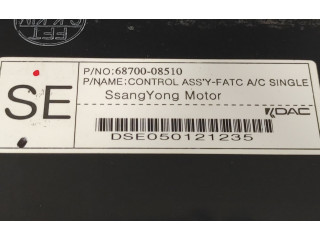 SE
P/NO:68700-08510
P/NAME:CONTROL ASS'Y-FATC A/C SINGLE
SsangYong Motor
DAC
DSE050121235